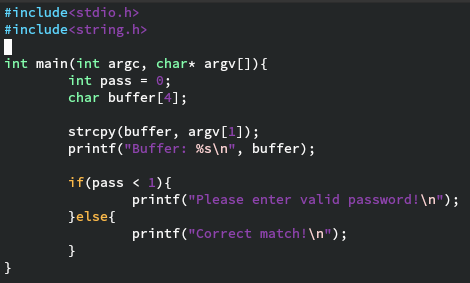 #include<stdio.h>
#include<string.h>
int main(int argc, char* argv[]){
int pass = 0;
char buffer[4];
strcpy(buffer, argv[1]);
printf("Buffer: %s\n", buffer);
if(pass < 1){
printf("Please enter valid password!\n");
}else{
printf("Correct match!\n");
}
}